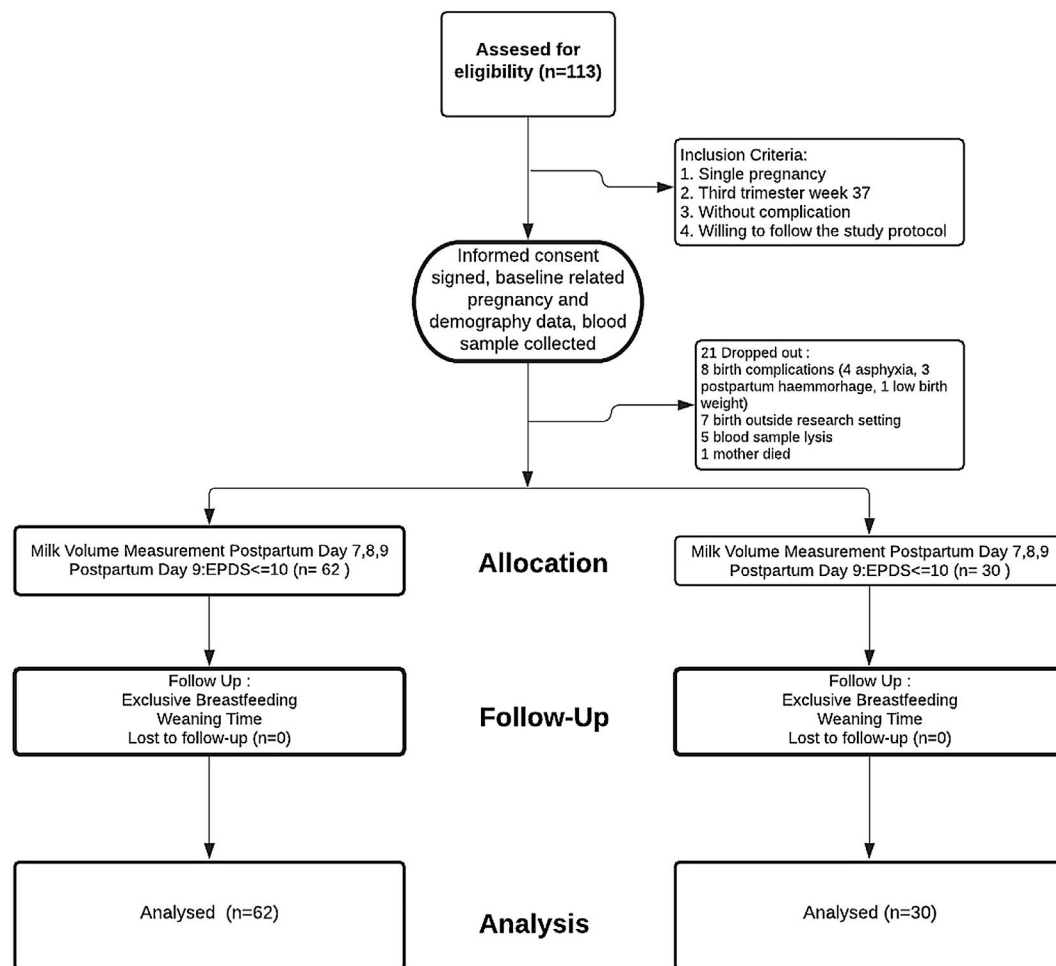 Assesed for
eligibility (n=113)
Inclusion Criteria:
1. Single pregnancy
2. Third trimester week 37
3. Without complication
4. Willing to follow the study protocol
Informed consent
signed, baseline related
pregnancy and
demography data, blood
sample collected
21 Dropped out :
8 birth complications (4 asphyxia, 3
postpartum haemmorhage, 1 low birth
weight)
7 birth outside research setting
5 blood sample lysis
1 mother died
Milk Volume Measurement Postpartum Day 7,8,9
Postpartum Day 9:EPDS<=10 (n= 62 )
Allocation
Milk Volume Measurement Postpartum Day 7,8,9
Postpartum Day 9:EPDS<=10 (n= 30 )
Follow Up :
Exclusive Breastfeeding
Weaning Time
Lost to follow-up (n=0)
Follow-Up
Follow Up :
Exclusive Breastfeeding
Weaning Time
Lost to follow-up (n=0)
Analysed (n=62)
Analysis
Analysed (n=30)